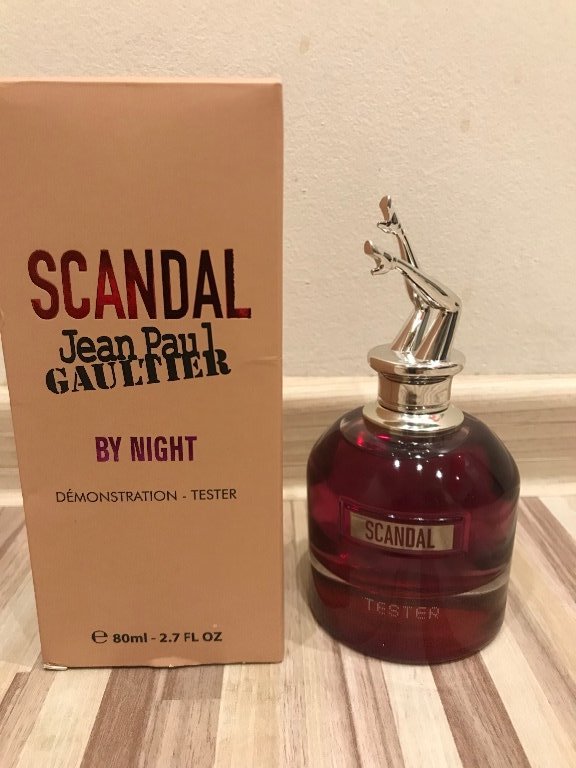 SCANDAL
Jean Paul
GAULTIER
BY NIGHT
DÉMONSTRATION - TESTER
℮ 80ml - 2.7 FL OZ
SCANDAL
TESTER